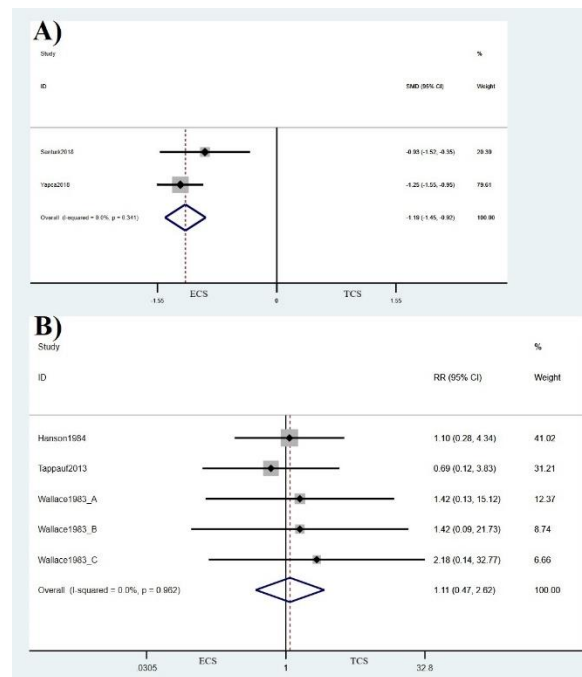 A)
Study %
ID SMD (95% CI) Weight
Senturk2018 -0.93 (-1.52, -0.35) 20.39
Yapca2018 -1.25 (-1.55, -0.95) 79.61
Overall (I-squared = 0.0%, p = 0.341) -1.19 (-1.45, -0.92) 100.00
ECS TCS
-1.55 0 1.55
B)
Study %
ID RR (95% CI) Weight
Hanson1984 1.10 (0.28, 4.34) 41.02
Tappauf2013 0.69 (0.12, 3.83) 31.21
Wallace1983_A 1.42 (0.13, 15.12) 12.37
Wallace1983_B 1.42 (0.09, 21.73) 8.74
Wallace1983_C 2.18 (0.14, 32.77) 6.66
Overall (I-squared = 0.0%, p = 0.962) 1.11 (0.47, 2.62) 100.00
ECS TCS
.0305 1 32.8